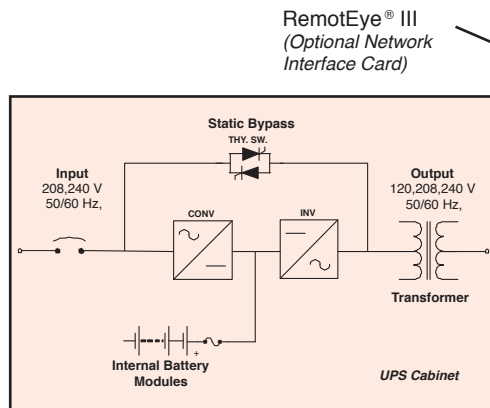 RemotEye® III
(Optional Network
Interface Card)
Static Bypass
THY. SW.
Input
208,240 V
50/60 Hz,
Output
120,208,240 V
50/60 Hz,
CONV
INV
Transformer
+
Internal Battery
Modules
UPS Cabinet